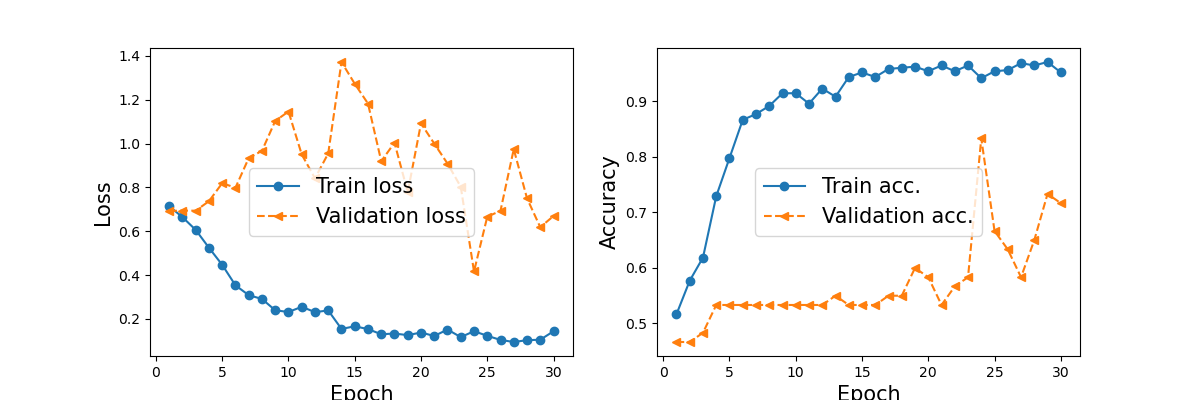 1.4
1.2
1.0
0.8
0.6
0.4
0.2
Loss
0 5 10 15 20 25 30
Epoch
Train loss
Validation loss
0.9
0.8
0.7
0.6
0.5
Accuracy
0 5 10 15 20 25 30
Epoch
Train acc.
Validation acc.